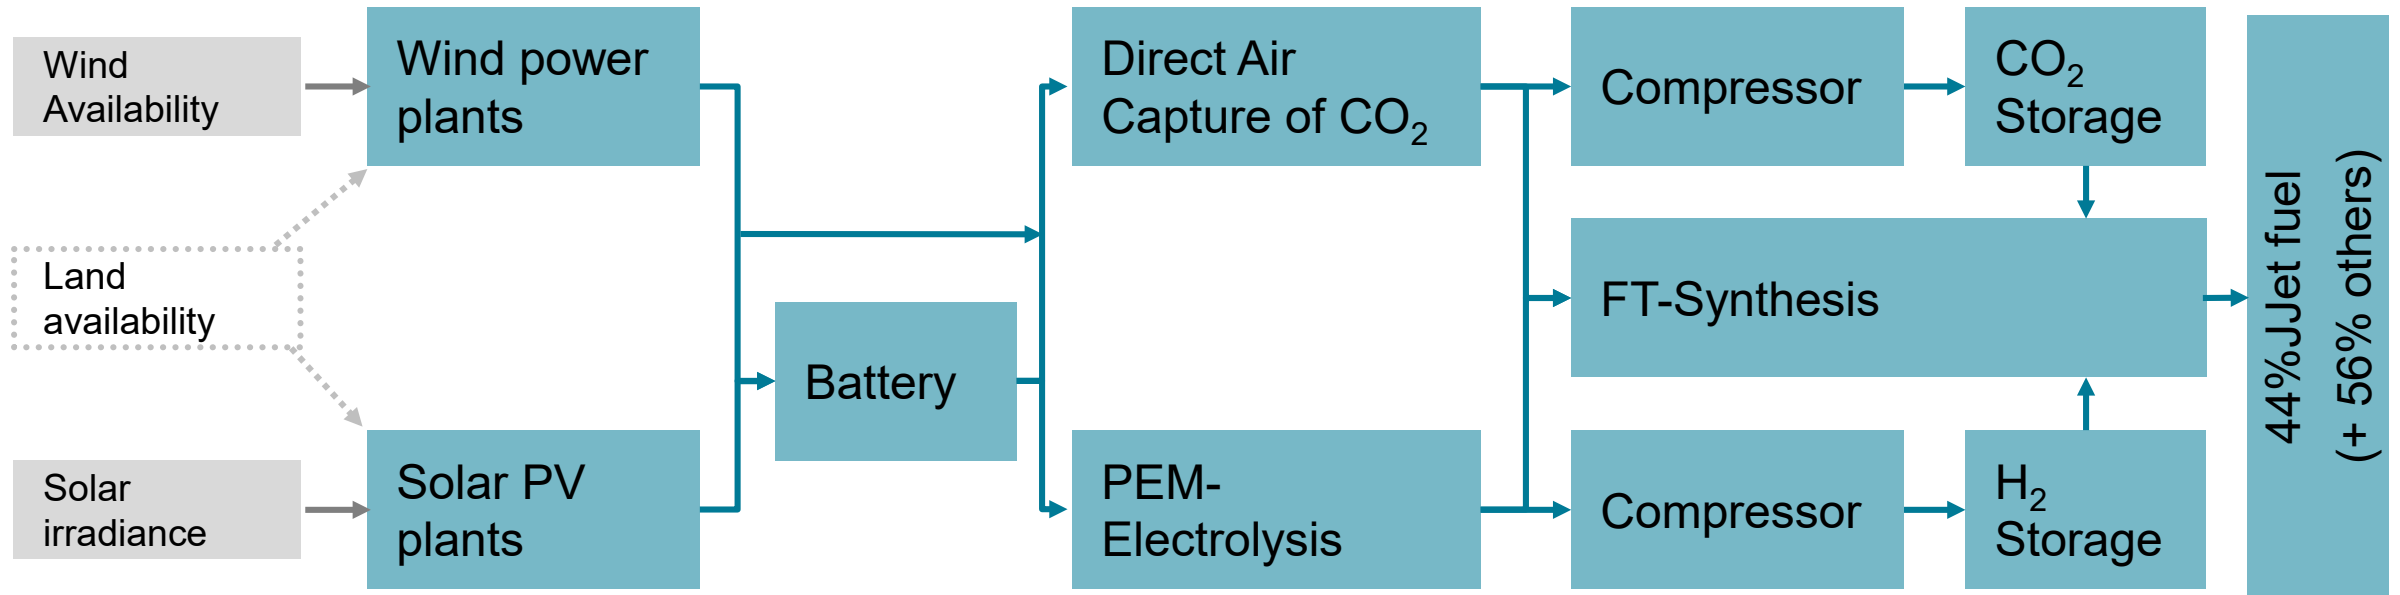 Wind
Availability
Wind power
plants
Direct Air
Capture of CO₂
Compressor
CO₂
Storage
Land
availability
Battery
FT-Synthesis
44%JJet fuel
(+ 56% others)
Solar
irradiance
Solar PV
plants
PEM-
Electrolysis
Compressor
H₂
Storage